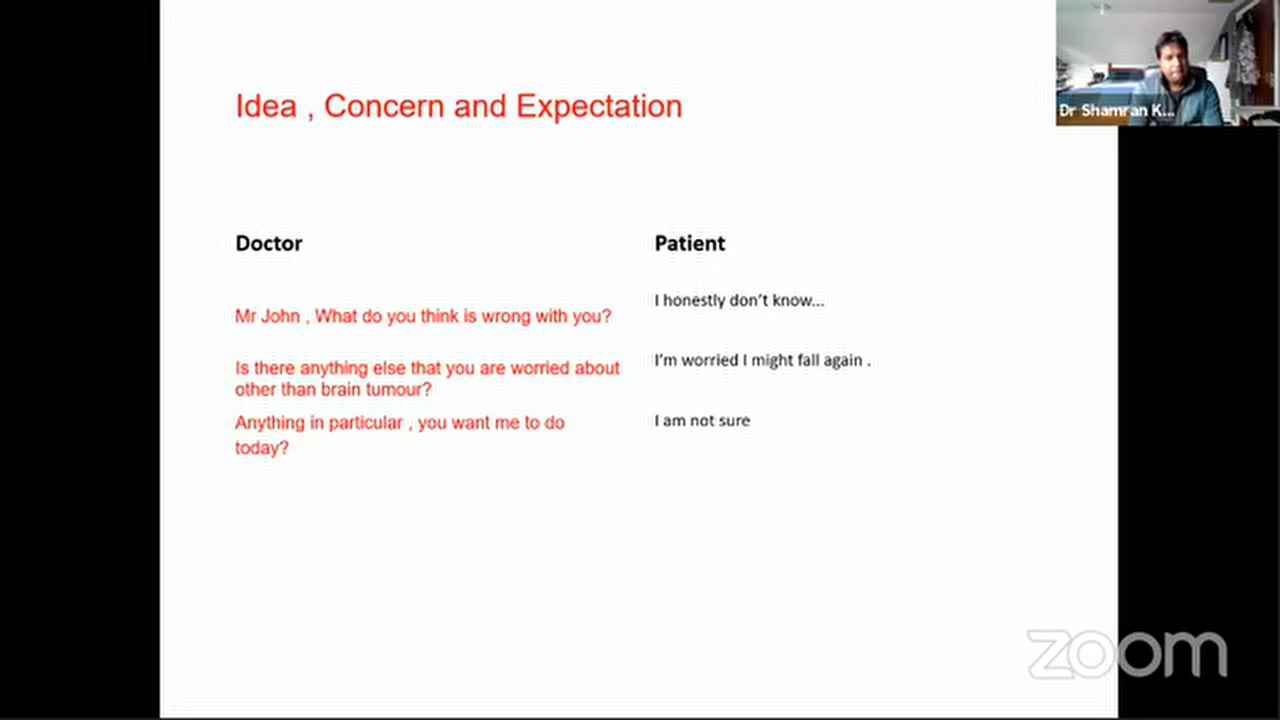 Idea , Concern and Expectation
Dr Shamran K...
Doctor
Patient
Mr John , What do you think is wrong with you?
I honestly don't know...
Is there anything else that you are worried about
other than brain tumour?
I'm worried I might fall again .
Anything in particular , you want me to do
today?
I am not sure
zoom